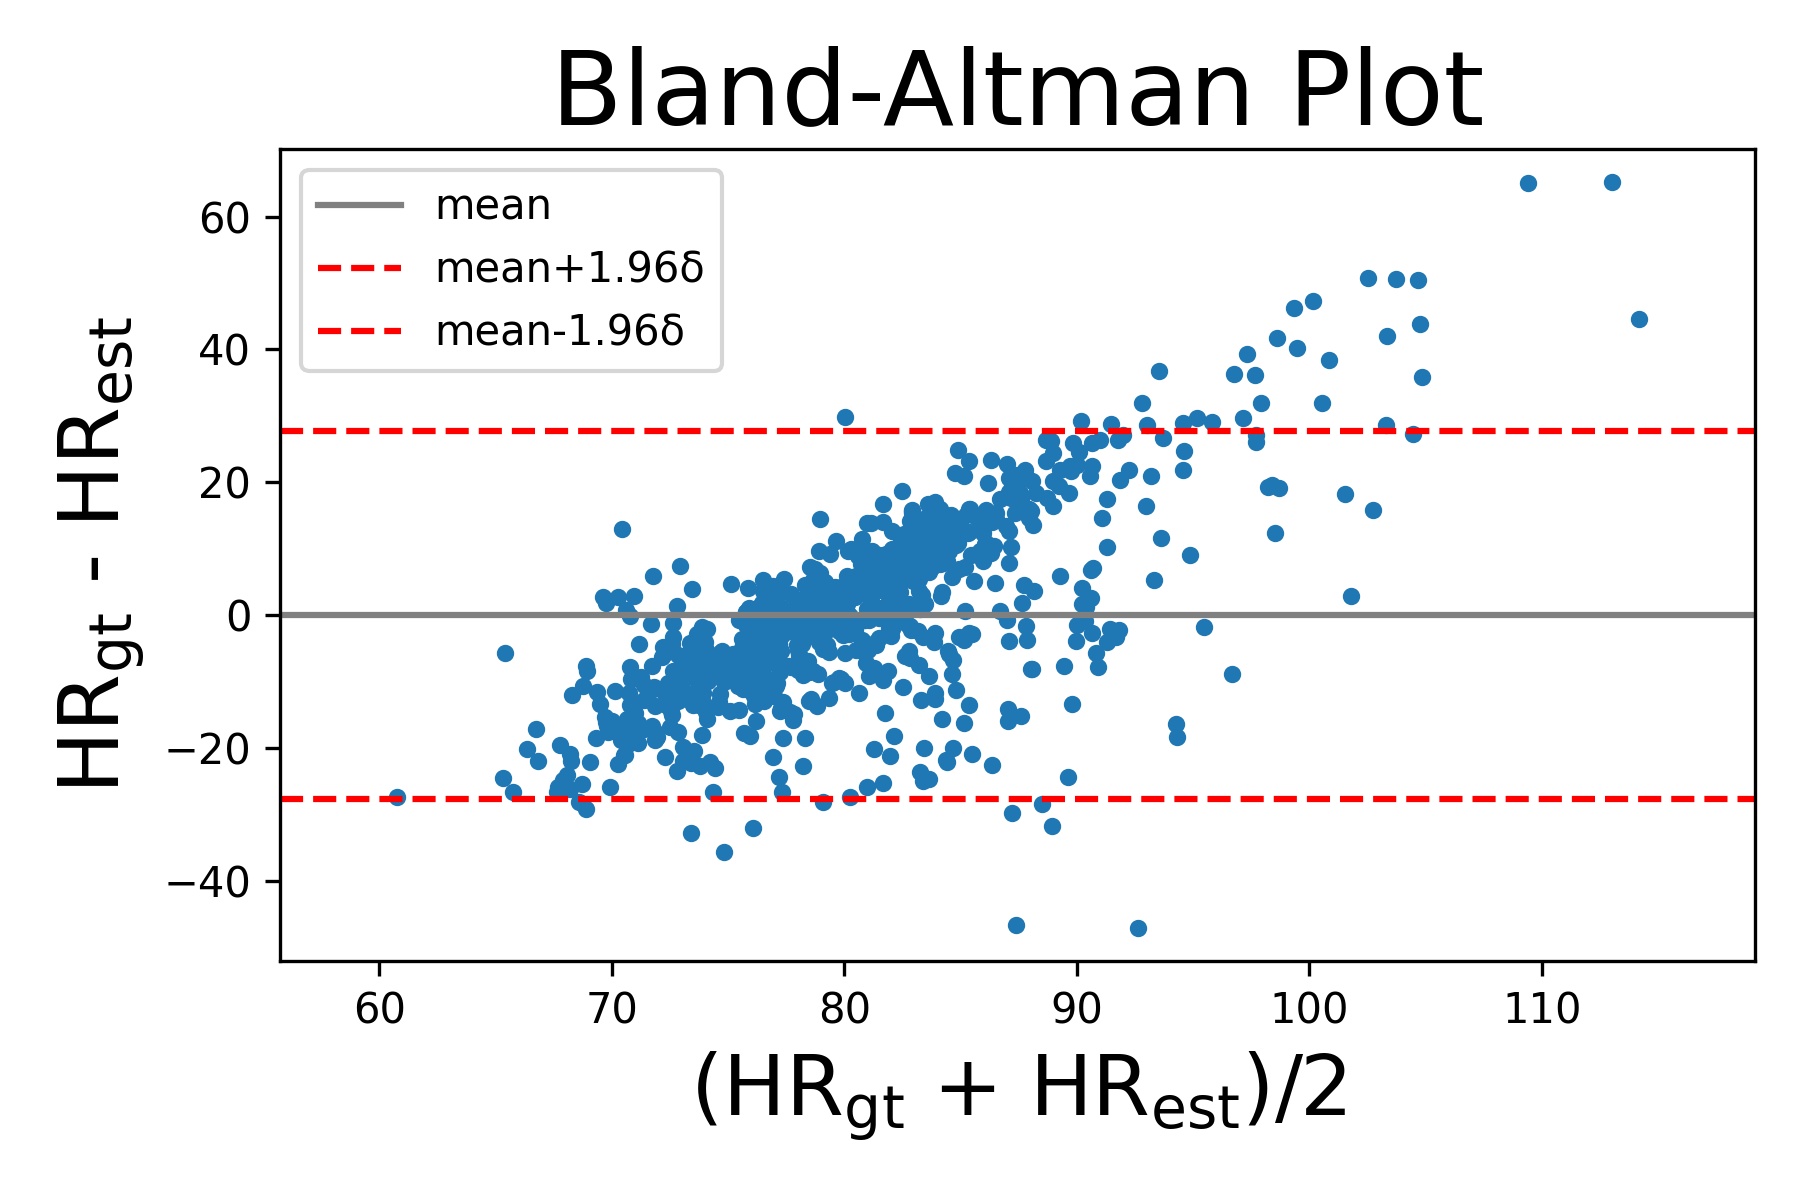 Bland-Altman Plot
mean
mean+1.96δ
mean-1.96δ
HRgt - HRest
60
40
20
0
−20
−40
60
70
80
90
100
110
(HRgt + HRest)/2